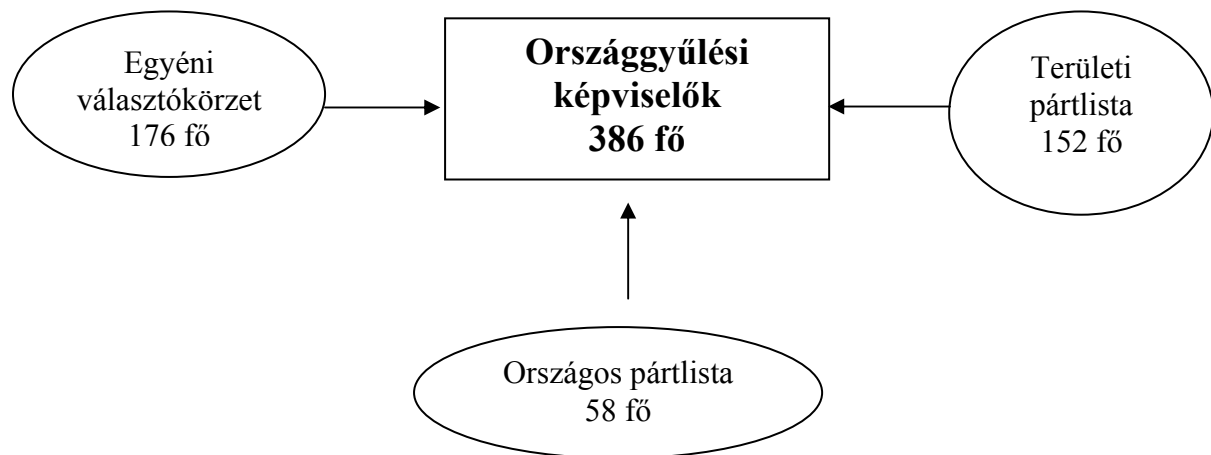 Egyéni
választókörzet
176 fő
Országgyűlési
képviselők
386 fő
Területi
pártlista
152 fő
Országos pártlista
58 fő